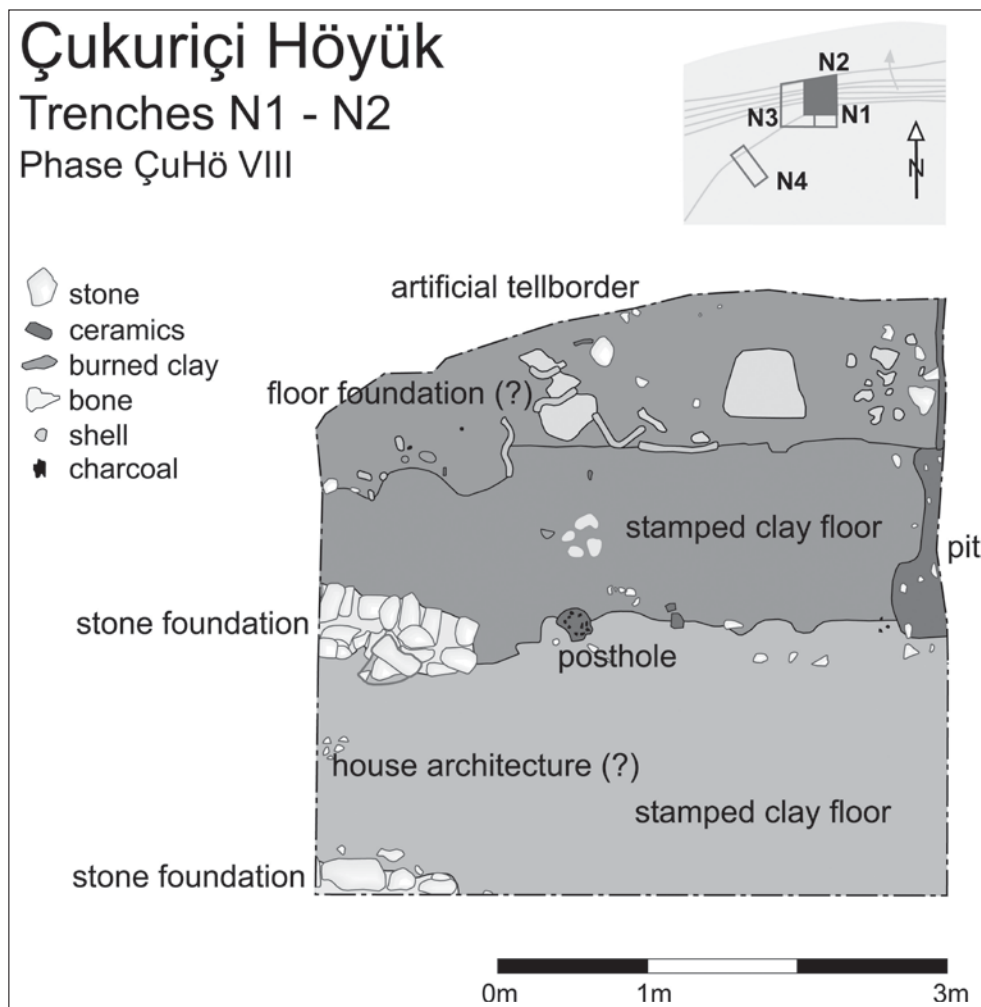 Çukuriçi Höyük
Trenches N1 - N2
Phase ÇuHö VIII
N2
N3
N1
N4
N
stone
ceramics
burned clay
bone
shell
charcoal
artificial tellborder
floor foundation (?)
stamped clay floor
pit
stone foundation
posthole
house architecture (?)
stamped clay floor
stone foundation
0m 1m 3m